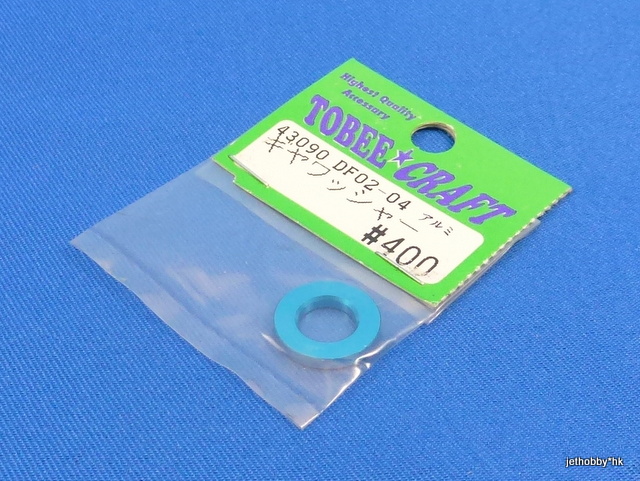 Highest Quality
Accessory
TOBEE★CRAFT
43090 DF02-04 アルミ
ギヤワッシャー
#400
jethobby*hk